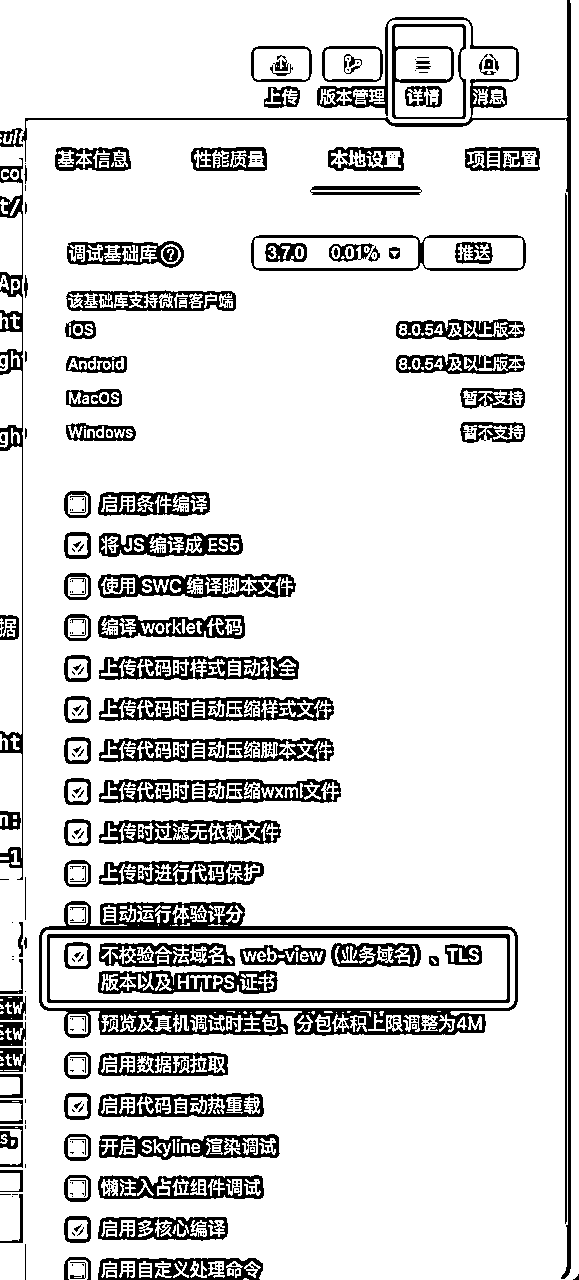 上传 版本管理 详情 消息
基本信息 性能质量 本地设置 项目配置
调试基础库 ? 3.7.0 0.01% 推送
该基础库支持微信客户端
iOS 8.0.54 及以上版本
Android 8.0.54 及以上版本
MacOS 暂不支持
Windows 暂不支持
启用条件编译
将 JS 编译成 ES5
使用 SWC 编译脚本文件
编译 worklet 代码
上传代码时样式自动补全
上传代码时自动压缩样式文件
上传代码时自动压缩脚本文件
上传代码时自动压缩wxml文件
上传时过滤无依赖文件
上传时进行代码保护
自动运行体验评分
不校验合法域名、web-view（业务域名）、TLS
版本以及 HTTPS 证书
预览及真机调试时主包、分包体积上限调整为4M
启用数据预拉取
启用代码自动热重载
开启 Skyline 渲染调试
懒注入占位组件调试
启用多核心编译
启用自定义处理命令